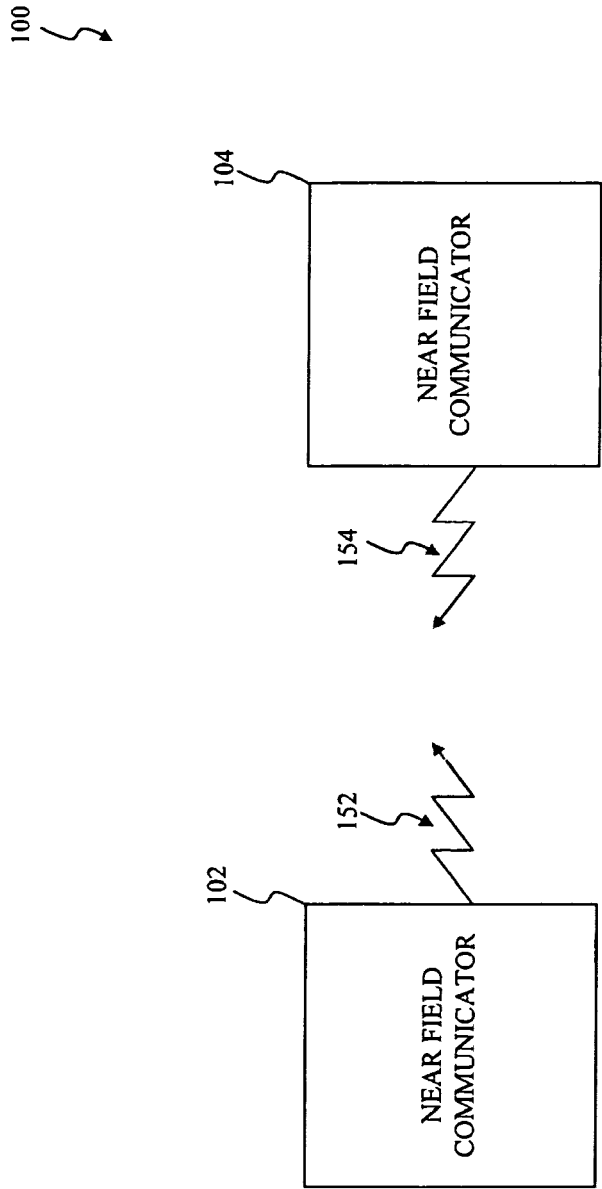 100
102
NEAR FIELD
COMMUNICATOR
152
154
104
NEAR FIELD
COMMUNICATOR